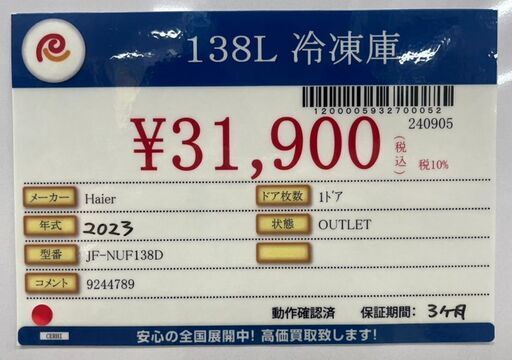 138L 冷凍庫
1200005932700052
240905
¥31,900
(税込)
税10%
メーカー Haier ドア枚数 1ドア
年式 2023 状態 OUTLET
型番 JF-NUF138D
コメント 9244789
動作確認済 保証期間: 3ヶ月
安心の全国展開中! 高価買取致します!